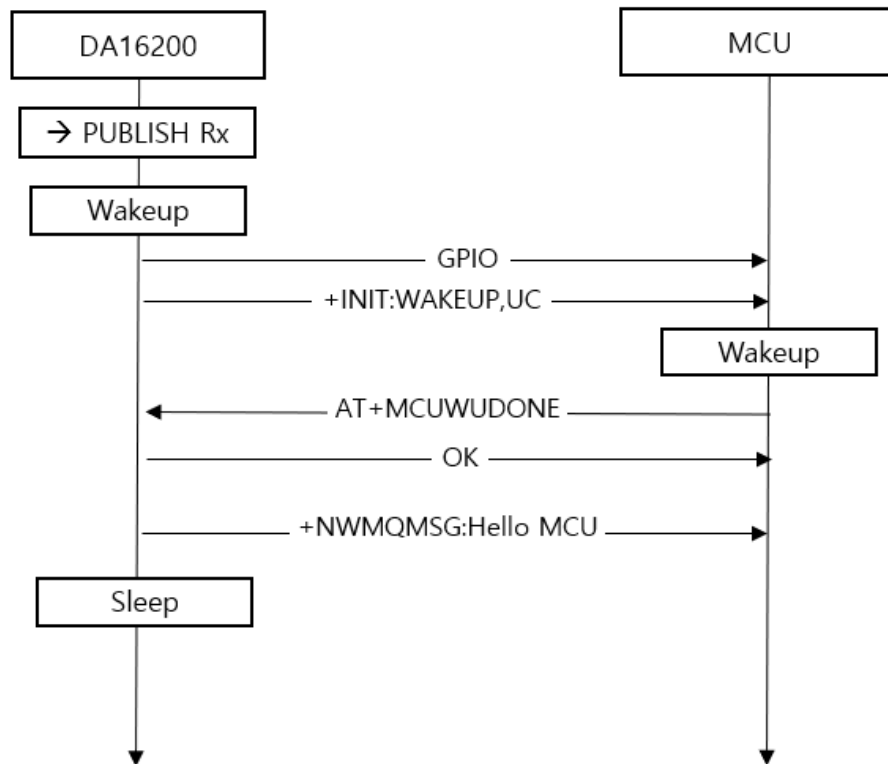 DA16200
MCU
→ PUBLISH Rx
Wakeup
GPIO
+INIT:WAKEUP,UC
Wakeup
AT+MCUWUDONE
OK
+NWMQMSG:Hello MCU
Sleep